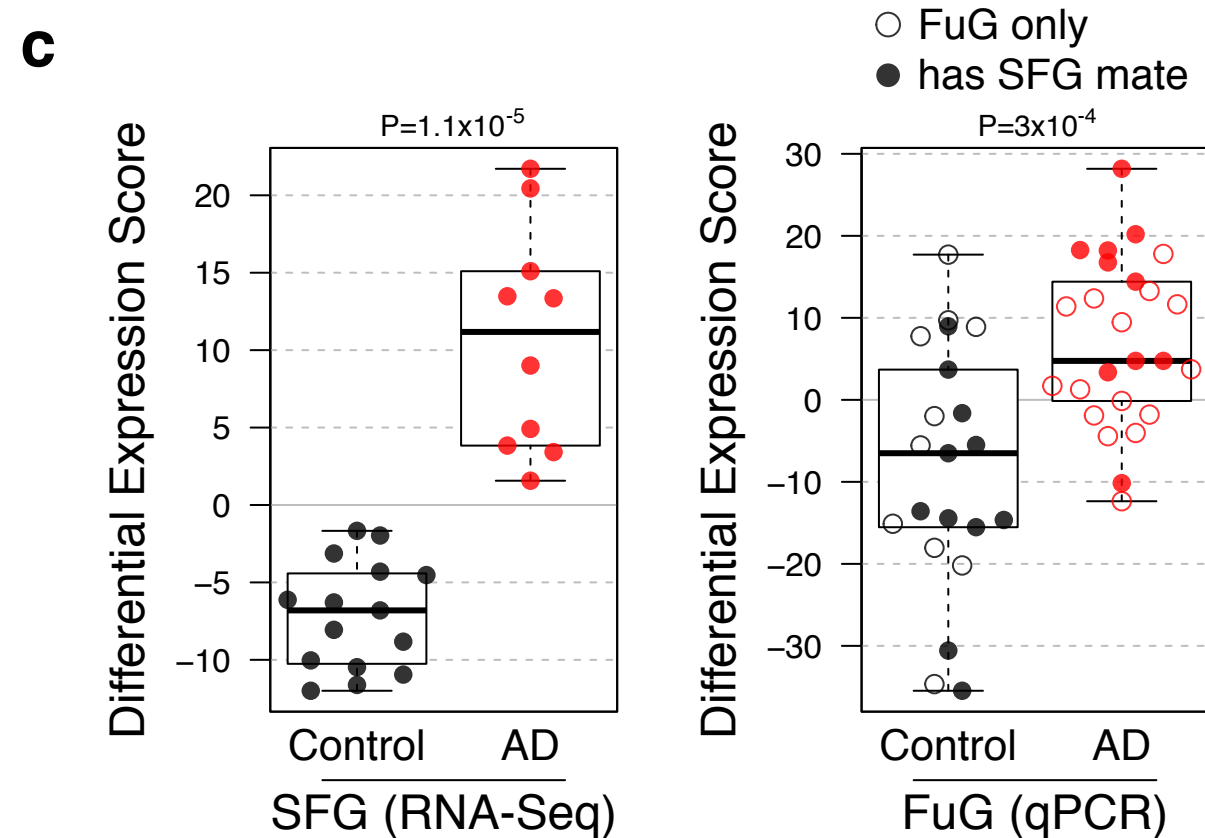 c
FuG only
has SFG mate
P=1.1x10^-5
P=3x10^-4
Differential Expression Score
20
15
10
5
0
−5
−10
Control AD
SFG (RNA-Seq)
Differential Expression Score
30
20
10
0
−10
−20
−30
Control AD
FuG (qPCR)